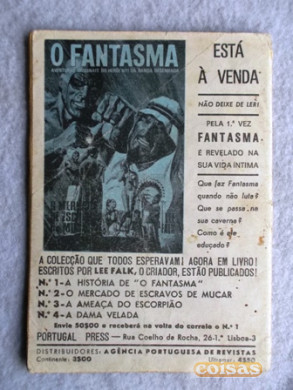 O FANTASMA
ESTÁ
À VENDA
NÃO DEIXE DE LER!
PELA 1.ª VEZ
FANTASMA
É REVELADO NA
SUA VIDA ÍNTIMA
Que faz Fantasma
quando não luta?
Que se passa na
sua caverna?
Como é ele
educado?
A COLECÇÃO QUE TODOS ESPERAVAM! AGORA EM LIVRO!
ESCRITOS POR LEE FALK, O CRIADOR, ESTÃO PUBLICADOS!
N.º 1-A HISTÓRIA DE "O FANTASMA"
N.º 2-O MERCADO DE ESCRAVOS DE MUCAR
N.º 3-A AMEAÇA DO ESCORPIÃO
N.º 4-A DAMA VELADA
Envie 50$00 e receberá na volta do correio o N.º 1
PORTUGAL PRESS — Rua Coelho da Rocha, 26-1.º Lisboa-3
DISTRIBUIDORES: AGÊNCIA PORTUGUESA DE REVISTAS
Continente: 3$00
Ultramar: 4$50
coisas